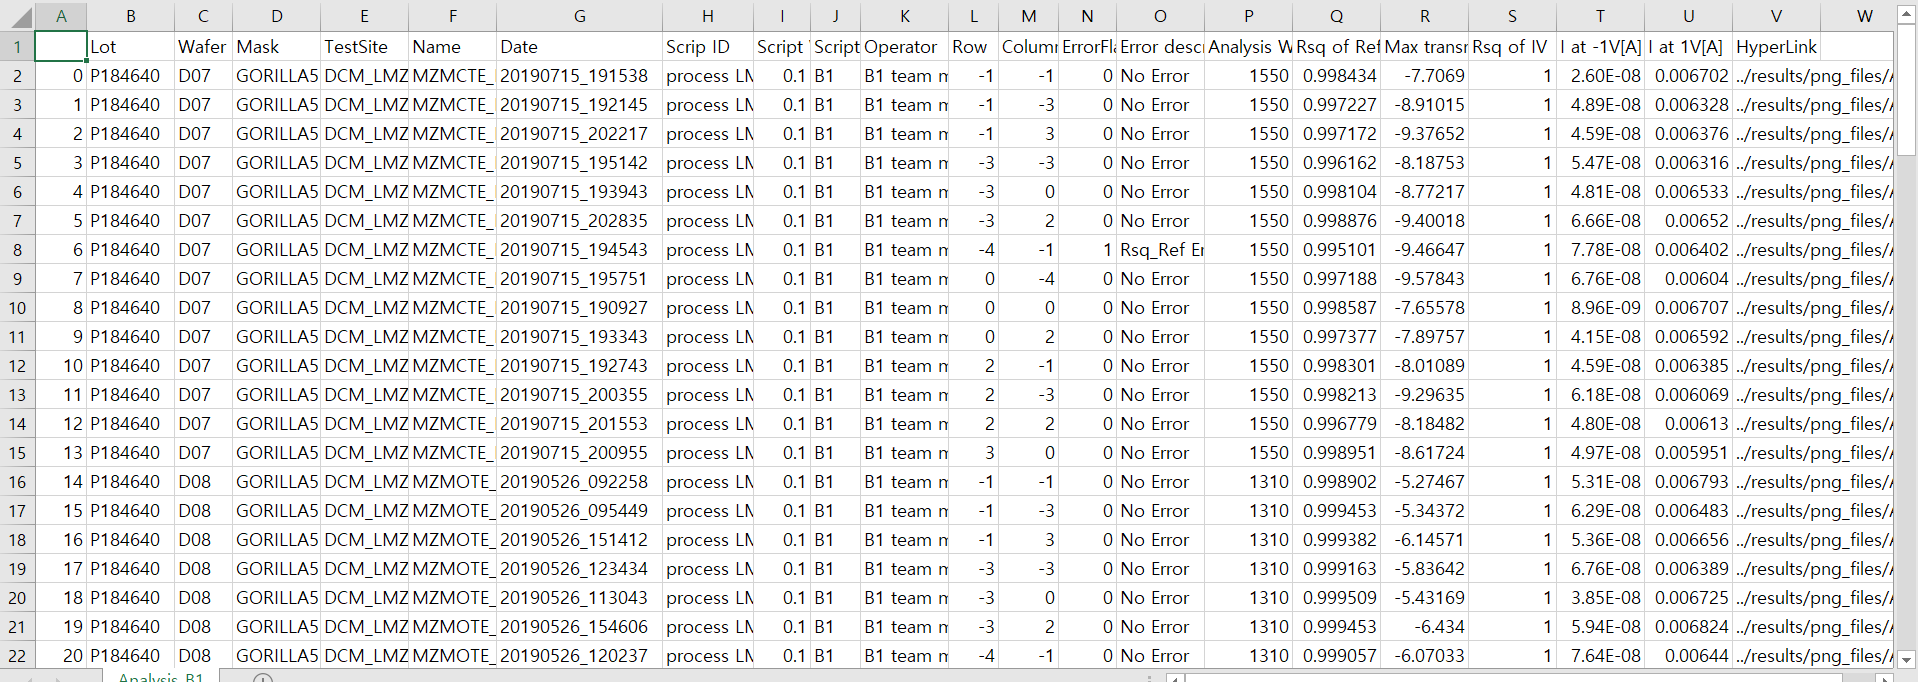 A B C D E F G H I J K L M N O P Q R S T U V W
1 Lot Wafer Mask TestSite Name Date Scrip ID Script Script Operator Row Column ErrorFla Error descr Analysis W Rsq of Ref Max transm Rsq of IV I at -1V[A] I at 1V[A] HyperLink
2 0 P184640 D07 GORILLA5 DCM_LMZ MZMCTE_ 20190715_191538 process LM 0.1 B1 B1 team m -1 -1 0 No Error 1550 0.998434 -7.7069 1 2.60E-08 0.006702 ../results/png_files/A
3 1 P184640 D07 GORILLA5 DCM_LMZ MZMCTE_ 20190715_192145 process LM 0.1 B1 B1 team m -1 -3 0 No Error 1550 0.997227 -8.91015 1 4.89E-08 0.006328 ../results/png_files/A
4 2 P184640 D07 GORILLA5 DCM_LMZ MZMCTE_ 20190715_202217 process LM 0.1 B1 B1 team m -1 3 0 No Error 1550 0.997172 -9.37652 1 4.59E-08 0.006376 ../results/png_files/A
5 3 P184640 D07 GORILLA5 DCM_LMZ MZMCTE_ 20190715_195142 process LM 0.1 B1 B1 team m -3 -3 0 No Error 1550 0.996162 -8.18753 1 5.47E-08 0.006316 ../results/png_files/A
6 4 P184640 D07 GORILLA5 DCM_LMZ MZMCTE_ 20190715_193943 process LM 0.1 B1 B1 team m -3 0 0 No Error 1550 0.998104 -8.77217 1 4.81E-08 0.006533 ../results/png_files/A
7 5 P184640 D07 GORILLA5 DCM_LMZ MZMCTE_ 20190715_202835 process LM 0.1 B1 B1 team m -3 2 0 No Error 1550 0.998876 -9.40018 1 6.66E-08 0.00652 ../results/png_files/A
8 6 P184640 D07 GORILLA5 DCM_LMZ MZMCTE_ 20190715_194543 process LM 0.1 B1 B1 team m -4 -1 1 Rsq_Ref Er 1550 0.995101 -9.46647 1 7.78E-08 0.006402 ../results/png_files/A
9 7 P184640 D07 GORILLA5 DCM_LMZ MZMCTE_ 20190715_195751 process LM 0.1 B1 B1 team m 0 -4 0 No Error 1550 0.997188 -9.57843 1 6.76E-08 0.00604 ../results/png_files/A
10 8 P184640 D07 GORILLA5 DCM_LMZ MZMCTE_ 20190715_190927 process LM 0.1 B1 B1 team m 0 0 0 No Error 1550 0.998587 -7.65578 1 8.96E-09 0.006707 ../results/png_files/A
11 9 P184640 D07 GORILLA5 DCM_LMZ MZMCTE_ 20190715_193343 process LM 0.1 B1 B1 team m 0 2 0 No Error 1550 0.997377 -7.89757 1 4.15E-08 0.006592 ../results/png_files/A
12 10 P184640 D07 GORILLA5 DCM_LMZ MZMCTE_ 20190715_192743 process LM 0.1 B1 B1 team m 2 -1 0 No Error 1550 0.998301 -8.01089 1 4.59E-08 0.006385 ../results/png_files/A
13 11 P184640 D07 GORILLA5 DCM_LMZ MZMCTE_ 20190715_200355 process LM 0.1 B1 B1 team m 2 -3 0 No Error 1550 0.998213 -9.29635 1 6.18E-08 0.006069 ../results/png_files/A
14 12 P184640 D07 GORILLA5 DCM_LMZ MZMCTE_ 20190715_201553 process LM 0.1 B1 B1 team m 2 2 0 No Error 1550 0.996779 -8.18482 1 4.80E-08 0.00613 ../results/png_files/A
15 13 P184640 D07 GORILLA5 DCM_LMZ MZMCTE_ 20190715_200955 process LM 0.1 B1 B1 team m 3 0 0 No Error 1550 0.998951 -8.61724 1 4.97E-08 0.005951 ../results/png_files/A
16 14 P184640 D08 GORILLA5 DCM_LMZ MZMOTE_ 20190526_092258 process LM 0.1 B1 B1 team m -1 -1 0 No Error 1310 0.998902 -5.27467 1 5.31E-08 0.006793 ../results/png_files/A
17 15 P184640 D08 GORILLA5 DCM_LMZ MZMOTE_ 20190526_095449 process LM 0.1 B1 B1 team m -1 -3 0 No Error 1310 0.999453 -5.34372 1 6.29E-08 0.006483 ../results/png_files/A
18 16 P184640 D08 GORILLA5 DCM_LMZ MZMOTE_ 20190526_151412 process LM 0.1 B1 B1 team m -1 3 0 No Error 1310 0.999382 -6.14571 1 5.36E-08 0.006656 ../results/png_files/A
19 17 P184640 D08 GORILLA5 DCM_LMZ MZMOTE_ 20190526_123434 process LM 0.1 B1 B1 team m -3 -3 0 No Error 1310 0.999163 -5.83642 1 6.76E-08 0.006389 ../results/png_files/A
20 18 P184640 D08 GORILLA5 DCM_LMZ MZMOTE_ 20190526_113043 process LM 0.1 B1 B1 team m -3 0 0 No Error 1310 0.999509 -5.43169 1 3.85E-08 0.006725 ../results/png_files/A
21 19 P184640 D08 GORILLA5 DCM_LMZ MZMOTE_ 20190526_154606 process LM 0.1 B1 B1 team m -3 2 0 No Error 1310 0.999453 -6.434 1 5.94E-08 0.006824 ../results/png_files/A
22 20 P184640 D08 GORILLA5 DCM_LMZ MZMOTE_ 20190526_120237 process LM 0.1 B1 B1 team m -4 -1 0 No Error 1310 0.999057 -6.07033 1 7.64E-08 0.00644 ../results/png_files/A
Analysis_B1